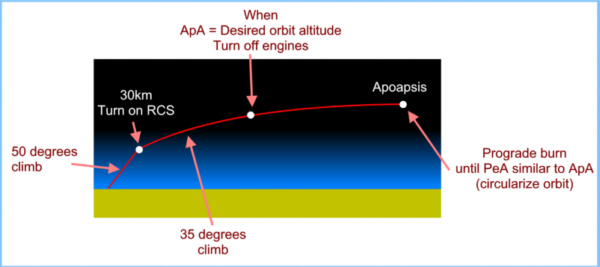 When
ApA = Desired orbit altitude
Turn off engines
30km
Turn on RCS
Apoapsis
50 degrees
climb
35 degrees
climb
Prograde burn
until PeA similar to ApA
(circularize orbit)